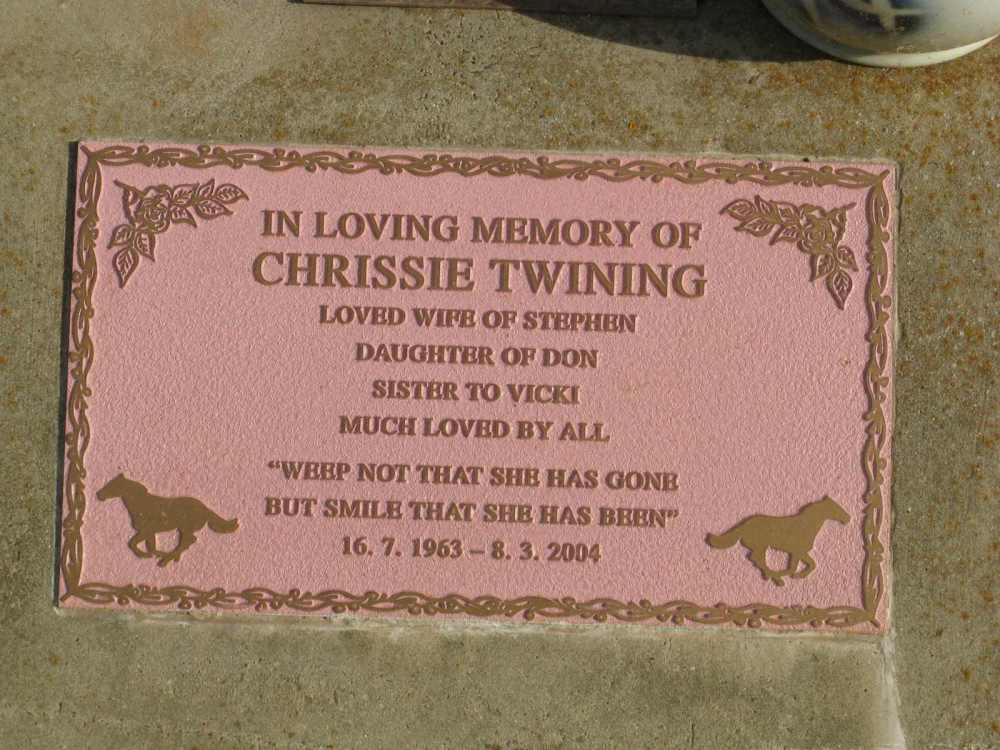 IN LOVING MEMORY OF
CHRISSIE TWINING
LOVED WIFE OF STEPHEN
DAUGHTER OF DON
SISTER TO VICKI
MUCH LOVED BY ALL
“WEEP NOT THAT SHE HAS GONE
BUT SMILE THAT SHE HAS BEEN”
16. 7. 1963 – 8. 3. 2004